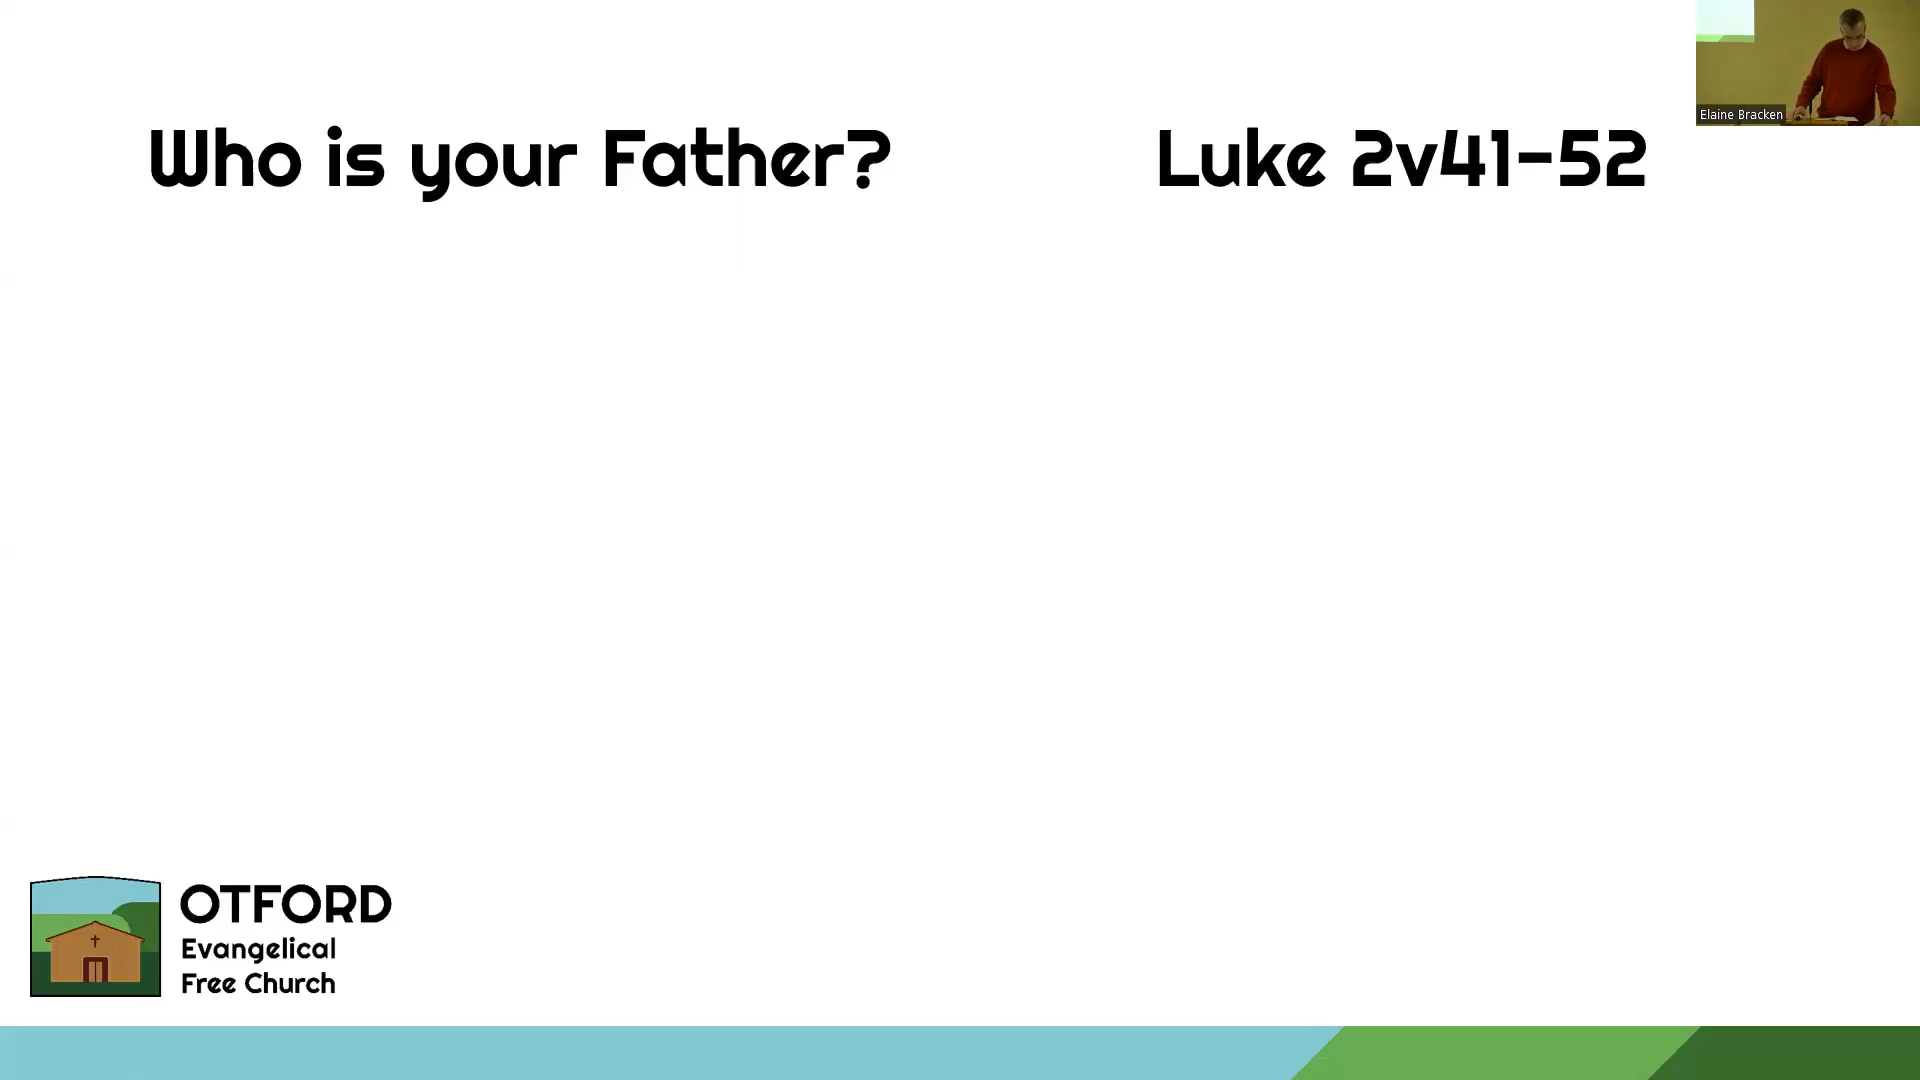 Who is your Father?
Luke 2v41-52
Elaine Bracken
OTFORD
Evangelical
Free Church